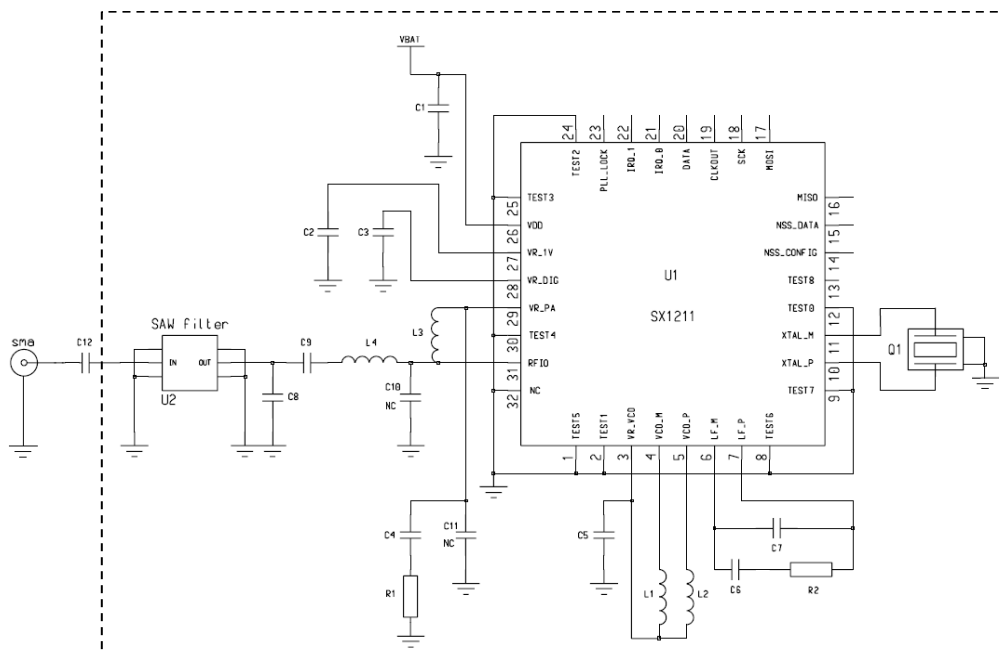 VBAT
C1
24 23 22 21 20 19 18 17
TEST2 PLL_LOCK IRQ_1 IRQ_0 DATA CLKOUT SCK MOSI
TEST3
25
VDD
26
VR_1V
27
VR_DIG
28
VR_PA
29
TEST4
30
RFIO
31
NC
32
MISO
16
NSS_DATA
15
NSS_CONFIG
14
TEST8
13
TEST0
12
XTAL_M
11
XTAL_P
10
TEST7
9
U1
SX1211
C2
C3
L3
SAW filter
sma
C12
IN OUT
U2
C9
L4
C8
C10
NC
Q1
TEST5 TEST1 VR_VCO VCO_M VCO_P LF_M LF_P TEST6
1 2 3 4 5 6 7 8
C4
C11
NC
R1
C5
L1 L2
C7
C6 R2